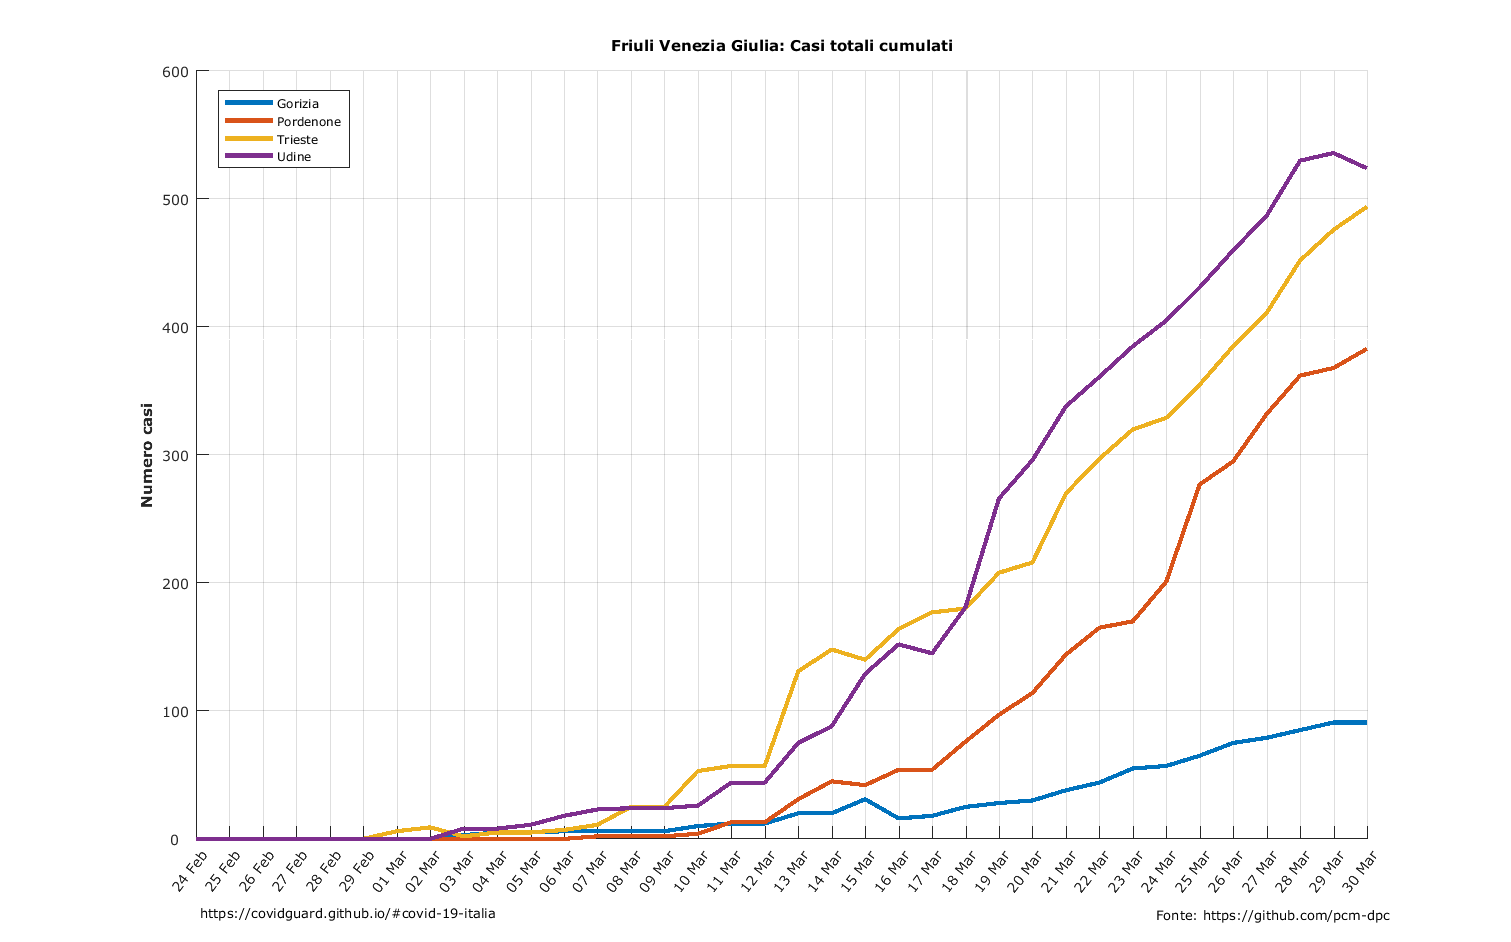 Friuli Venezia Giulia: Casi totali cumulati
600
500
400
300
200
100
0
Numero casi
Gorizia
Pordenone
Trieste
Udine
24 Feb
25 Feb
26 Feb
27 Feb
28 Feb
29 Feb
01 Mar
02 Mar
03 Mar
04 Mar
05 Mar
06 Mar
07 Mar
08 Mar
09 Mar
10 Mar
11 Mar
12 Mar
13 Mar
14 Mar
15 Mar
16 Mar
17 Mar
18 Mar
19 Mar
20 Mar
21 Mar
22 Mar
23 Mar
24 Mar
25 Mar
26 Mar
27 Mar
28 Mar
29 Mar
30 Mar
https://covidguard.github.io/#covid-19-italia
Fonte: https://github.com/pcm-dpc